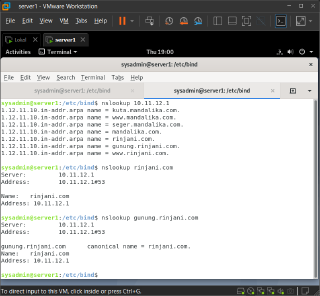 server1 - VMware Workstation
File Edit View VM Tabs Help
Lokal server1
Activities Terminal Thu 19:00
sysadmin@server1:/etc/bind
File Edit View Search Terminal Tabs Help
sysadmin@server1:/etc/bind sysadmin@server1:/etc/bind
sysadmin@server1:/etc/bind$ nslookup 10.11.12.1
1.12.11.10.in-addr.arpa name = kuta.mandalika.com.
1.12.11.10.in-addr.arpa name = www.mandalika.com.
1.12.11.10.in-addr.arpa name = seger.mandalika.com.
1.12.11.10.in-addr.arpa name = mandalika.com.
1.12.11.10.in-addr.arpa name = rinjani.com.
1.12.11.10.in-addr.arpa name = gunung.rinjani.com.
1.12.11.10.in-addr.arpa name = www.rinjani.com.
sysadmin@server1:/etc/bind$ nslookup rinjani.com
Server: 10.11.12.1
Address: 10.11.12.1#53
Name: rinjani.com
Address: 10.11.12.1
sysadmin@server1:/etc/bind$ nslookup gunung.rinjani.com
Server: 10.11.12.1
Address: 10.11.12.1#53
gunung.rinjani.com canonical name = rinjani.com.
Name: rinjani.com
Address: 10.11.12.1
sysadmin@server1:/etc/bind$
To direct input to this VM, click inside or press Ctrl+G.